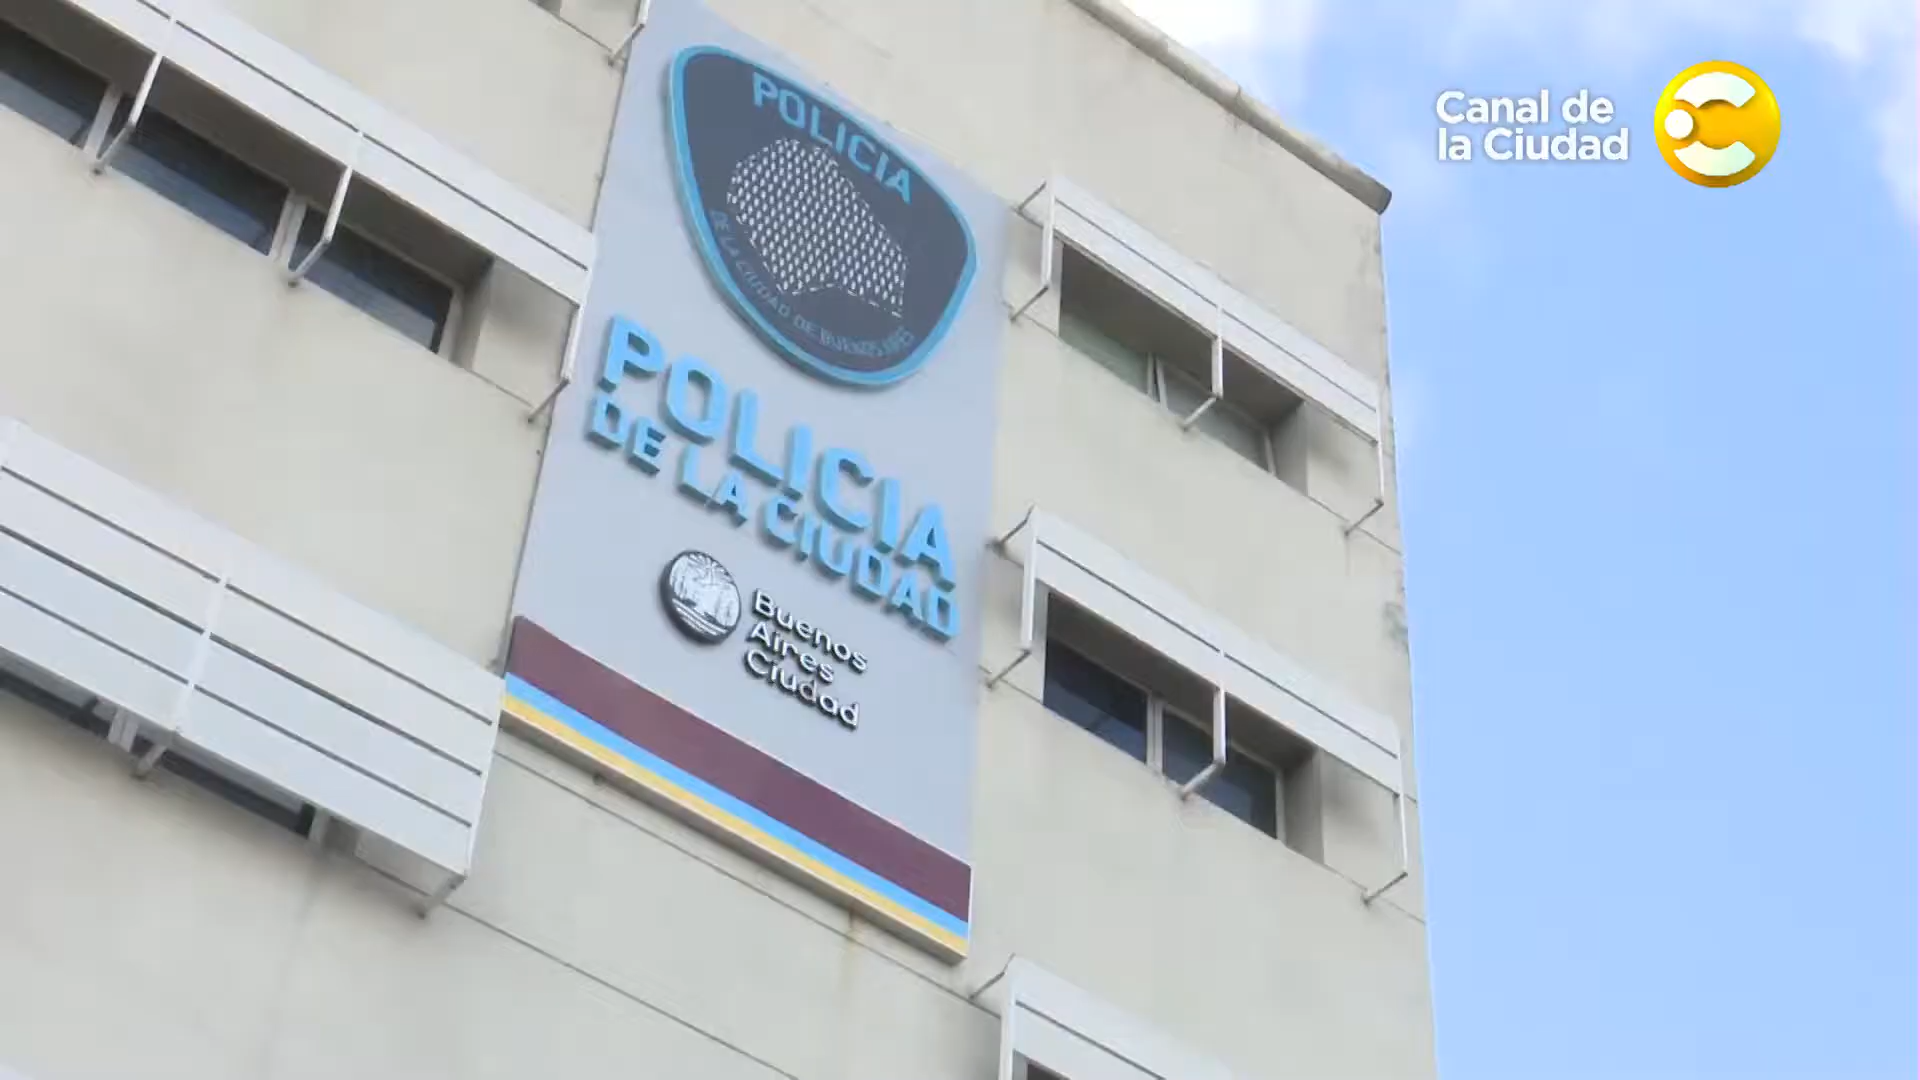 Canal de
la Ciudad
POLICIA
DE LA CIUDAD DE BUENOS AIRES
POLICIA
DE LA CIUDAD
Buenos
Aires
Ciudad